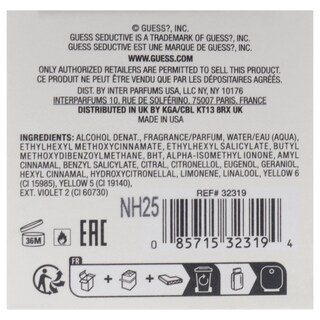 © GUESS?, INC.
GUESS SEDUCTIVE IS A TRADEMARK OF GUESS?, INC.
GUESS SEDUCTIVE EST UNE MARQUE DE GUESS?, INC.
WWW.GUESS.COM
ONLY AUTHORIZED RETAILERS ARE PERMITTED TO SELL THIS PRODUCT.
CE PRODUIT NE PEUT ÊTRE VENDU QUE PAR LES DÉPOSITAIRES AGRÉÉS.
DIST. BY INTER PARFUMS USA, LLC NY, NY 10176
INTERPARFUMS 10, RUE DE SOLFÉRINO, 75007 PARIS, FRANCE
DISTRIBUTED IN UK BY KGA/CBL KT13 8RX UK
MADE IN USA
INGREDIENTS: ALCOHOL DENAT., FRAGRANCE/PARFUM, WATER/EAU (AQUA),
ETHYLHEXYL METHOXYCINNAMATE, ETHYLHEXYL SALICYLATE, BUTYL
METHOXYDIBENZOYLMETHANE, BHT, ALPHA-ISOMETHYL IONONE, AMYL
CINNAMAL, BENZYL SALICYLATE, CITRAL, CITRONELLOL, EUGENOL, GERANIOL,
HEXYL CINNAMAL, HYDROXYCITRONELLAL, LIMONENE, LINALOOL, YELLOW 6
(CI 15985), YELLOW 5 (CI 19140),
EXT. VIOLET 2 (CI 60730)
REF# 32319
NH25
36M
EAC
0 85715 32319 4
FR